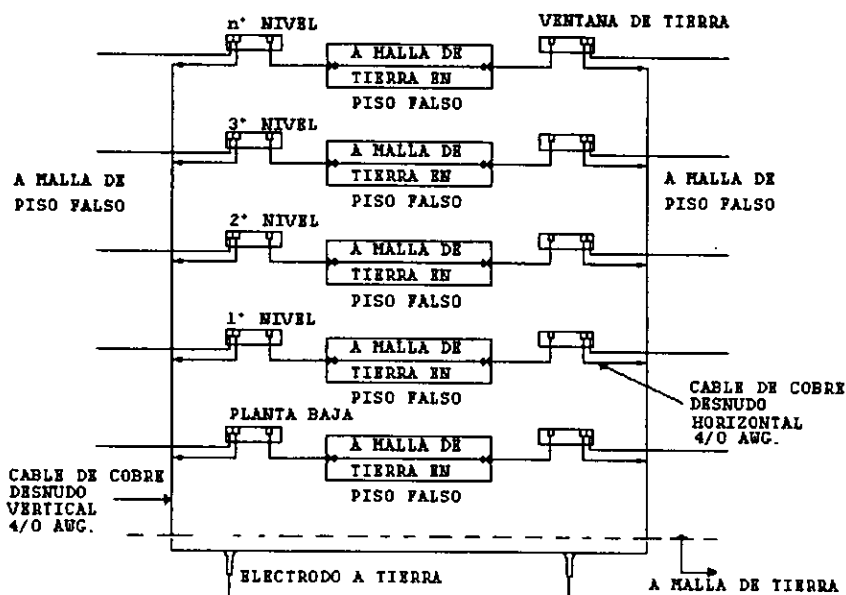 n° NIVEL
VENTANA DE TIERRA
A MALLA DE
TIERRA EN
PISO FALSO
3° NIVEL
A MALLA DE
TIERRA EN
PISO FALSO
A MALLA DE
PISO FALSO
A MALLA DE
PISO FALSO
2° NIVEL
A MALLA DE
TIERRA EN
PISO FALSO
1° NIVEL
A MALLA DE
TIERRA EN
PISO FALSO
CABLE DE COBRE
DESNUDO
HORIZONTAL
4/0 AWG.
PLANTA BAJA
A MALLA DE
TIERRA EN
PISO FALSO
CABLE DE COBRE
DESNUDO
VERTICAL
4/0 AWG.
ELECTRODO A TIERRA
A MALLA DE TIERRA